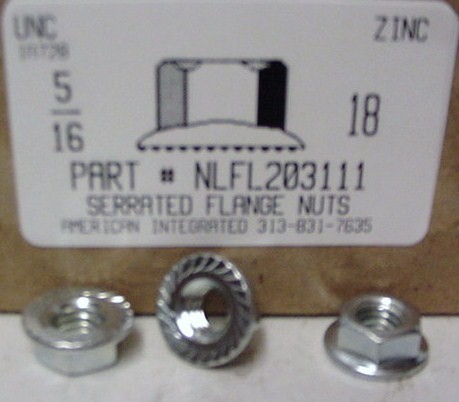 UNC
ZINC
5
16
18
PART # NLFL203111
SERRATED FLANGE NUTS
AMERICAN INTEGRATED 313-831-7635